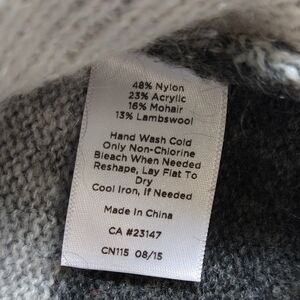 48% Nylon
23% Acrylic
16% Mohair
13% Lambswool
Hand Wash Cold
Only Non-Chlorine
Bleach When Needed
Reshape, Lay Flat To
Dry
Cool Iron, If Needed
Made In China
CA #23147
CN115 08/15